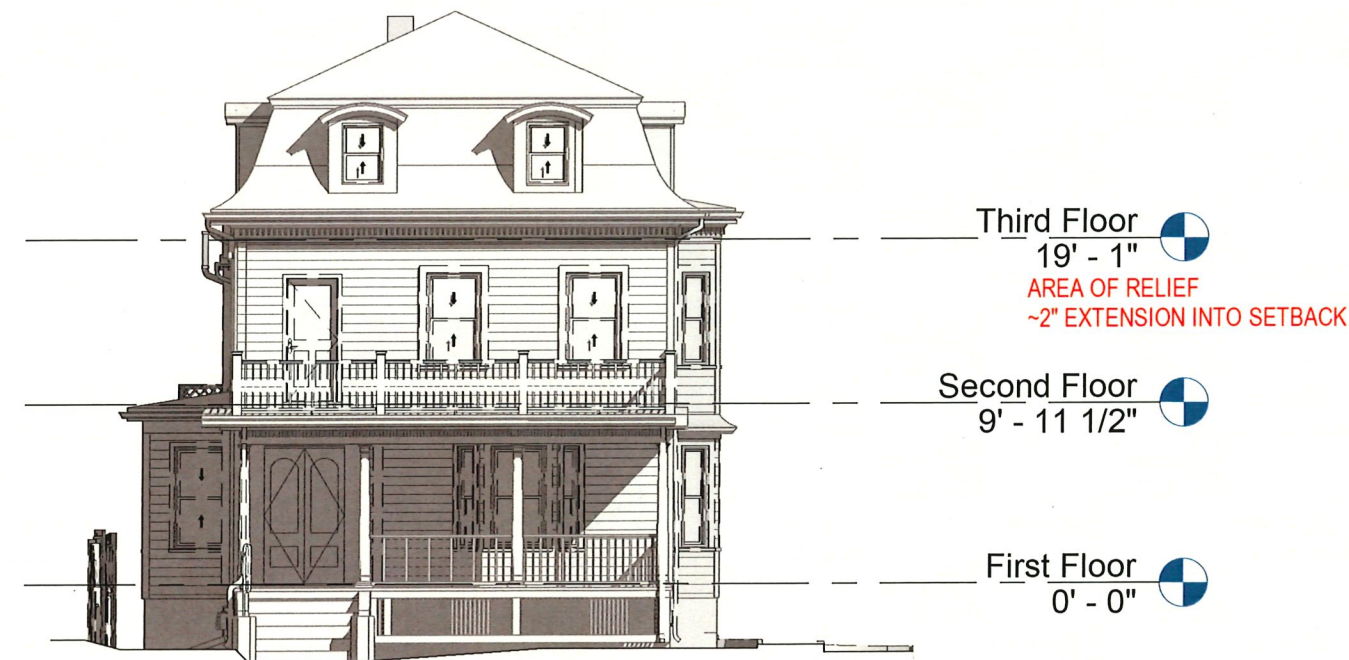 Third Floor
19' - 1"
AREA OF RELIEF
~2" EXTENSION INTO SETBACK
Second Floor
9' - 11 1/2"
First Floor
0' - 0"